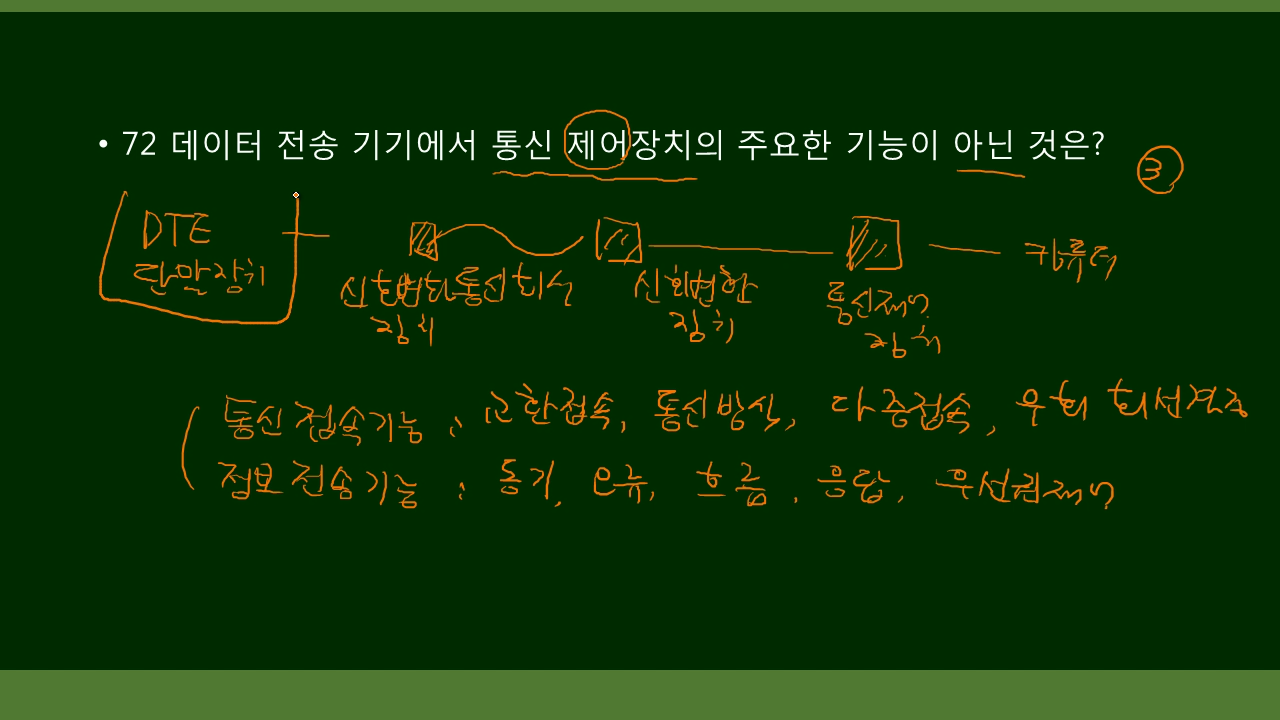 • 72 데이터 전송 기기에서 통신 제어장치의 주요한 기능이 아닌 것은?
3
DTE
단말장치
신호변환
장치
통신회선
신호변환
장치
통신제어
장치
컴퓨터
통신접속기능 : 교환접속, 통신방식, 다중접속, 우회 회선결정
정보전송기능 : 동기, 오류, 흐름, 응답, 우선권제어